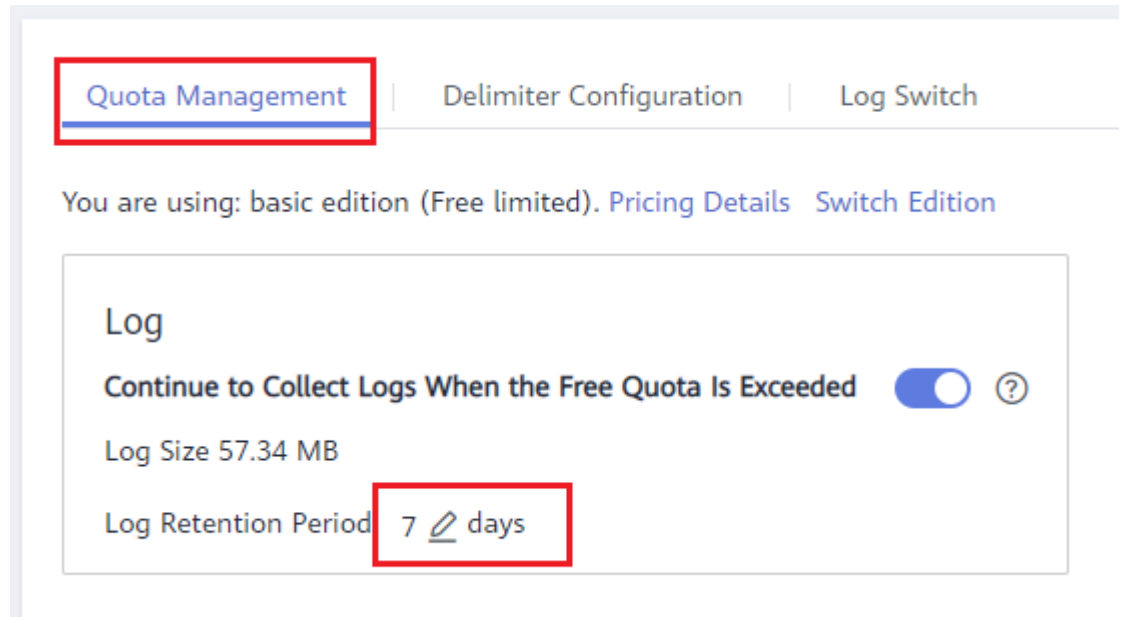 Quota Management Delimiter Configuration Log Switch
You are using: basic edition (Free limited). Pricing Details Switch Edition
Log
Continue to Collect Logs When the Free Quota Is Exceeded ?
Log Size 57.34 MB
Log Retention Period 7 days